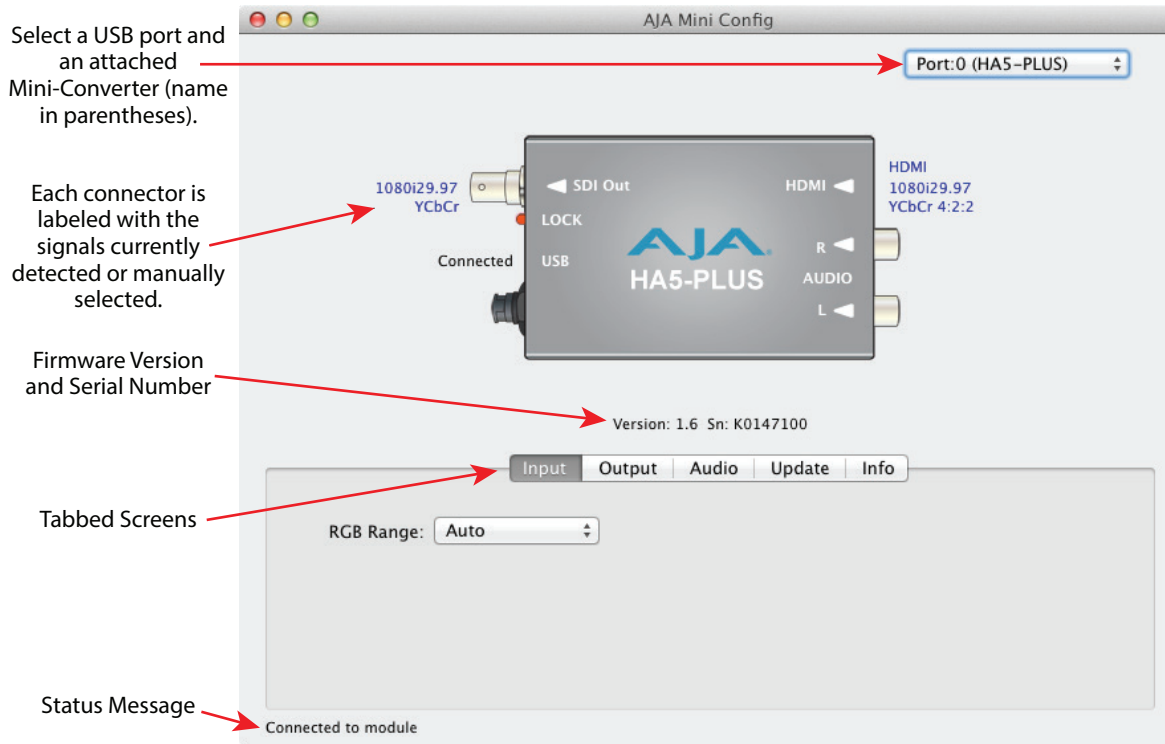 AJA Mini Config
Select a USB port and
an attached
Mini-Converter (name
in parentheses).
Port:0 (HA5-PLUS)
Each connector is
labeled with the
signals currently
detected or manually
selected.
1080i29.97
YCbCr
Connected
SDI Out
LOCK
USB
AJA
HA5-PLUS
HDMI
R
AUDIO
L
HDMI
1080i29.97
YCbCr 4:2:2
Firmware Version
and Serial Number
Version: 1.6 Sn: K0147100
Tabbed Screens
Input Output Audio Update Info
RGB Range: Auto
Status Message
Connected to module